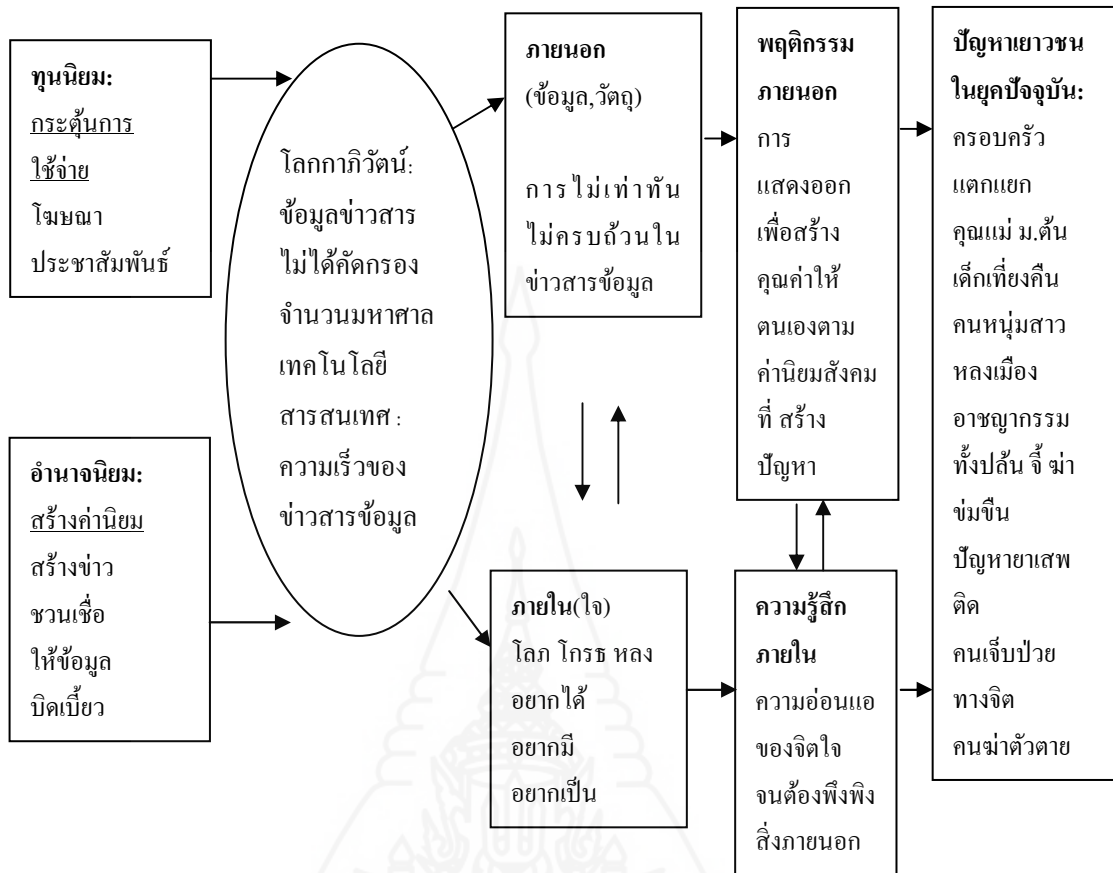 ทุนนิยม:
กระตุ้นการ
ใช้จ่าย
โฆษณา
ประชาสัมพันธ์
อำนาจนิยม:
สร้างค่านิยม
สร้างข่าว
ชวนเชื่อ
ให้ข้อมูล
บิดเบี้ยว
โลกกาภิวัตน์:
ข้อมูลข่าวสาร
ไม่ได้คัดกรอง
จำนวนมหาศาล
เทคโนโลยี
สารสนเทศ :
ความเร็วของ
ข่าวสารข้อมูล
ภายนอก
(ข้อมูล,วัตถุ)
การ ไม่เท่าทัน
ไม่ครบถ้วนใน
ข่าวสารข้อมูล
ภายใน(ใจ)
โลภ โกรธ หลง
อยากได้
อยากมี
อยากเป็น
พฤติกรรม
ภายนอก
การ
แสดงออก
เพื่อสร้าง
คุณค่าให้
ตนเองตาม
ค่านิยมสังคม
ที่ สร้าง
ปัญหา
ความรู้สึก
ภายใน
ความอ่อนแอ
ของจิตใจ
จนต้องพึงพิง
สิ่งภายนอก
ปัญหาเยาวชน
ในยุคปัจจุบัน:
ครอบครัว
แตกแยก
คุณแม่ ม.ต้น
เด็กเที่ยงคืน
คนหนุ่มสาว
หลงเมือง
อาชญากรรม
ทั้งปล้น จี้ ฆ่า
ข่มขืน
ปัญหายาเสพ
ติด
คนเจ็บป่วย
ทางจิต
คนฆ่าตัวตาย